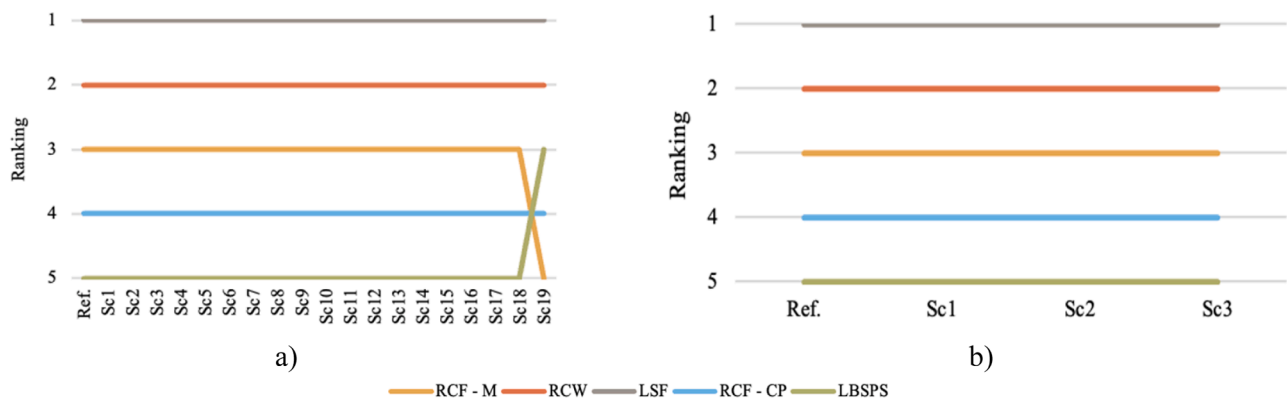 Ranking
1
2
3
4
5
Ref.
Sc1
Sc2
Sc3
Sc4
Sc5
Sc6
Sc7
Sc8
Sc9
Sc10
Sc11
Sc12
Sc13
Sc14
Sc15
Sc16
Sc17
Sc18
Sc19
a)
Ranking
1
2
3
4
5
Ref. Sc1 Sc2 Sc3
b)
RCF - M RCW LSF RCF - CP LBSPS